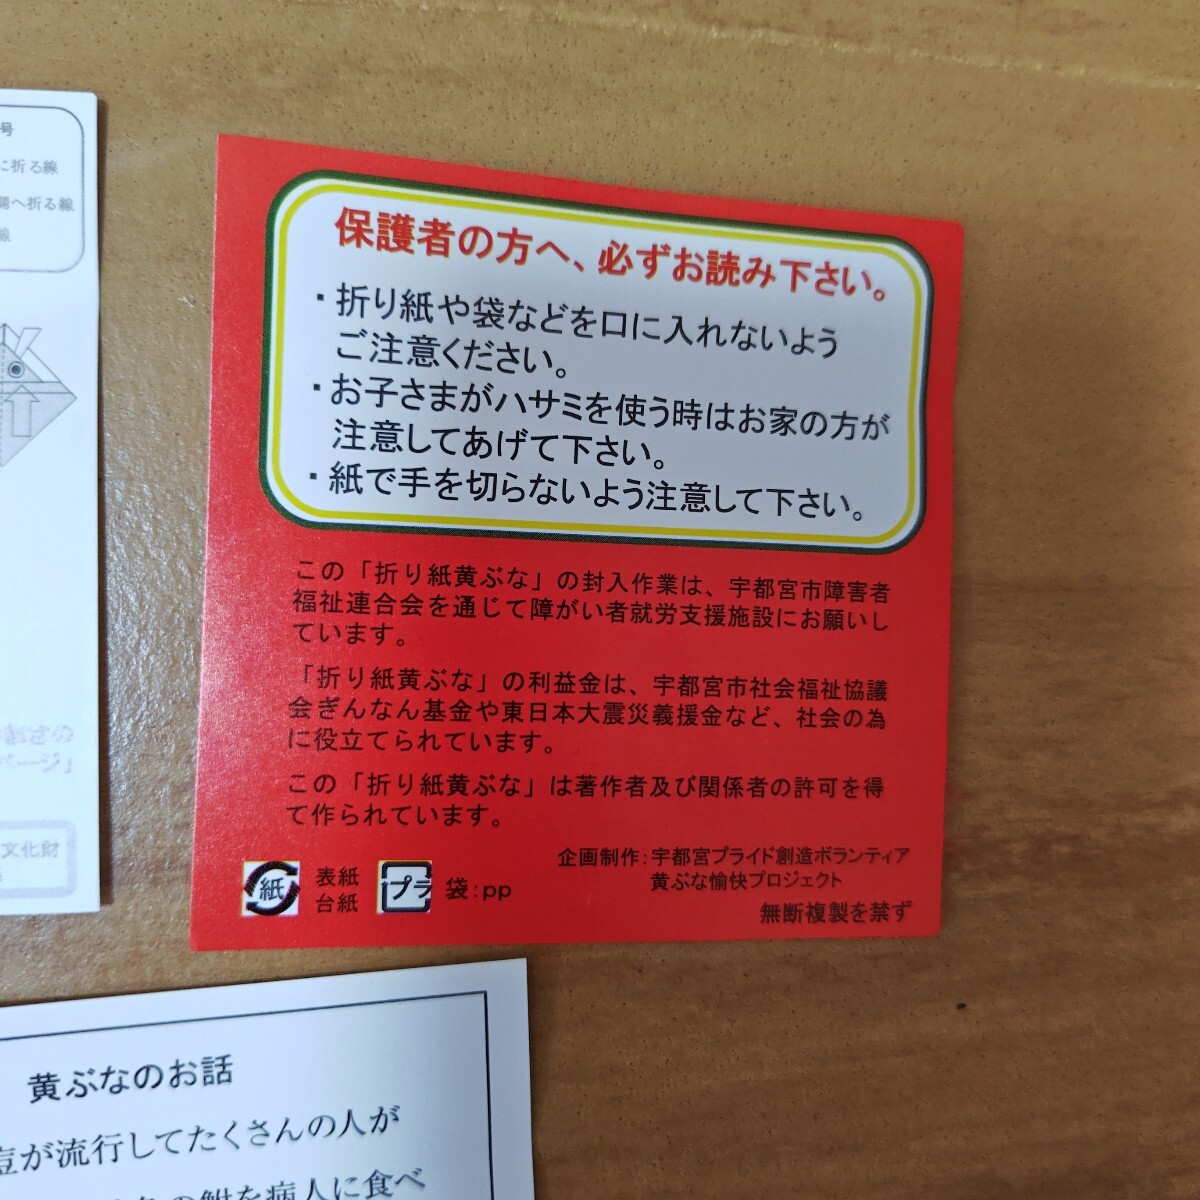 号
に折る線
へ折る線
線
文化財
保護者の方へ、必ずお読み下さい。
・折り紙や袋などを口に入れないよう
ご注意ください。
・お子さまがハサミを使う時はお家の方が
注意してあげて下さい。
・紙で手を切らないよう注意して下さい。
この「折り紙黄ぶな」の封入作業は、宇都宮市障害者
福祉連合会を通じて障がい者就労支援施設にお願いし
ています。
「折り紙黄ぶな」の利益金は、宇都宮市社会福祉協議
会ぎんなん基金や東日本大震災義援金など、社会の為
に役立てられています。
この「折り紙黄ぶな」は著作者及び関係者の許可を得
て作られています。
紙 表紙
台紙
プラ 袋:pp
企画制作:宇都宮プライド創造ボランティア
黄ぶな愉快プロジェクト
無断複製を禁ず
黄ぶなのお話
が流行してたくさんの人が
の鮒を病人に食べ